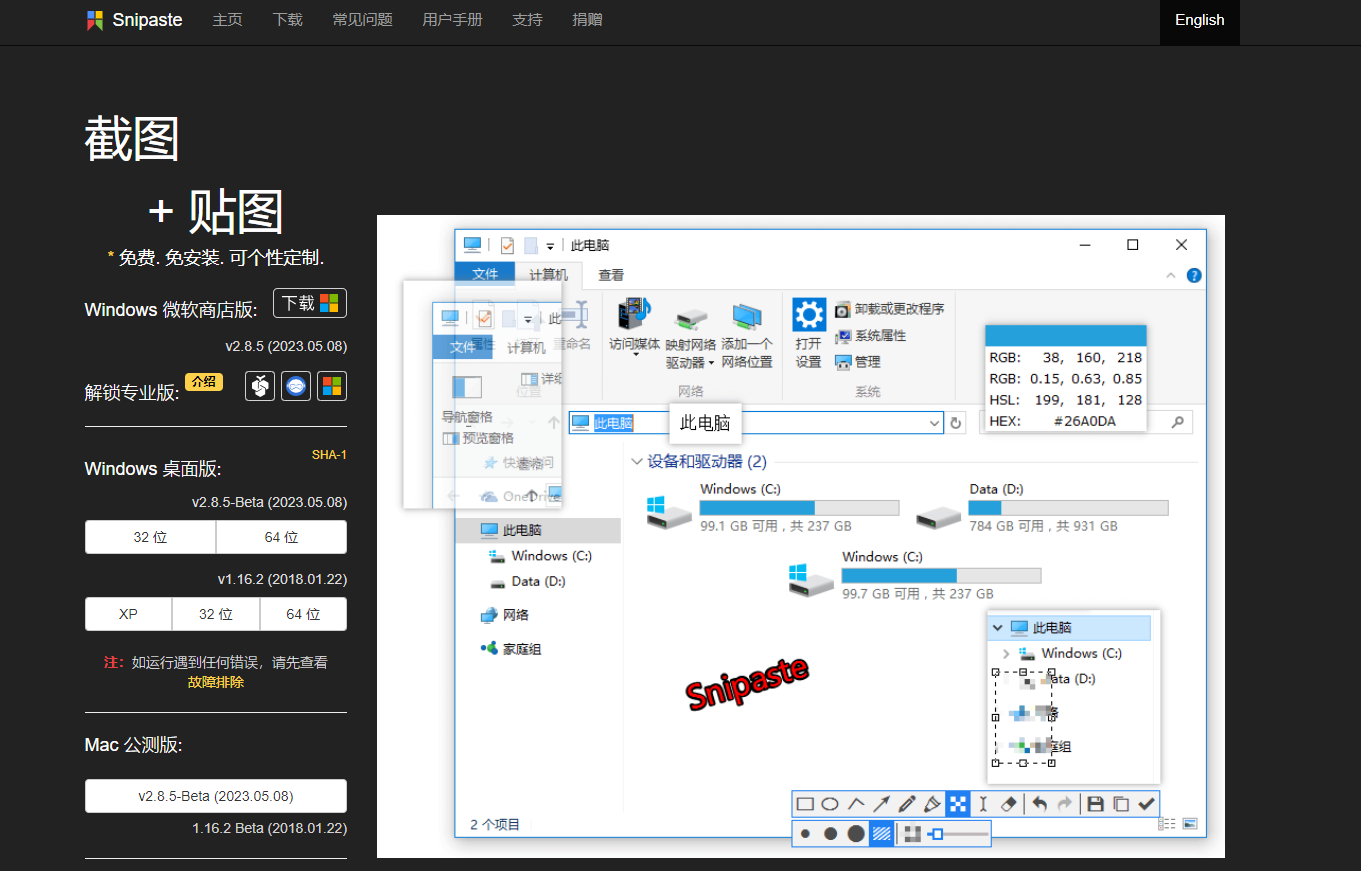 Snipaste 主页 下载 常见问题 用户手册 支持 捐赠 English
截图
+ 贴图
* 免费. 免安装. 可个性定制.
Windows 微软商店版: 下载
v2.8.5 (2023.05.08)
解锁专业版: 介绍
SHA-1
Windows 桌面版:
v2.8.5-Beta (2023.05.08)
32 位 64 位
v1.16.2 (2018.01.22)
XP 32 位 64 位
注: 如运行遇到任何错误，请先查看
故障排除
Mac 公测版:
v2.8.5-Beta (2023.05.08)
1.16.2 Beta (2018.01.22)
此电脑
文件 计算机 查看
属性 重命名
访问媒体 映射网络驱动器 添加一个网络位置
网络
打开设置
卸载或更改程序
系统属性
管理
系统
此
文件 计算机
详细
位置
导航窗格
预览窗格
窗格
快速访问
OneDrive
此电脑
此电脑
RGB: 38, 160, 218
RGB: 0.15, 0.63, 0.85
HSL: 199, 181, 128
HEX: #26A0DA
设备和驱动器 (2)
Windows (C:)
99.1 GB 可用，共 237 GB
Data (D:)
784 GB 可用，共 931 GB
Windows (C:)
99.7 GB 可用，共 237 GB
此电脑
Windows (C:)
Data (D:)
网络
家庭组
此电脑
Windows (C:)
ata (D:)
庭组
Snipaste
2 个项目